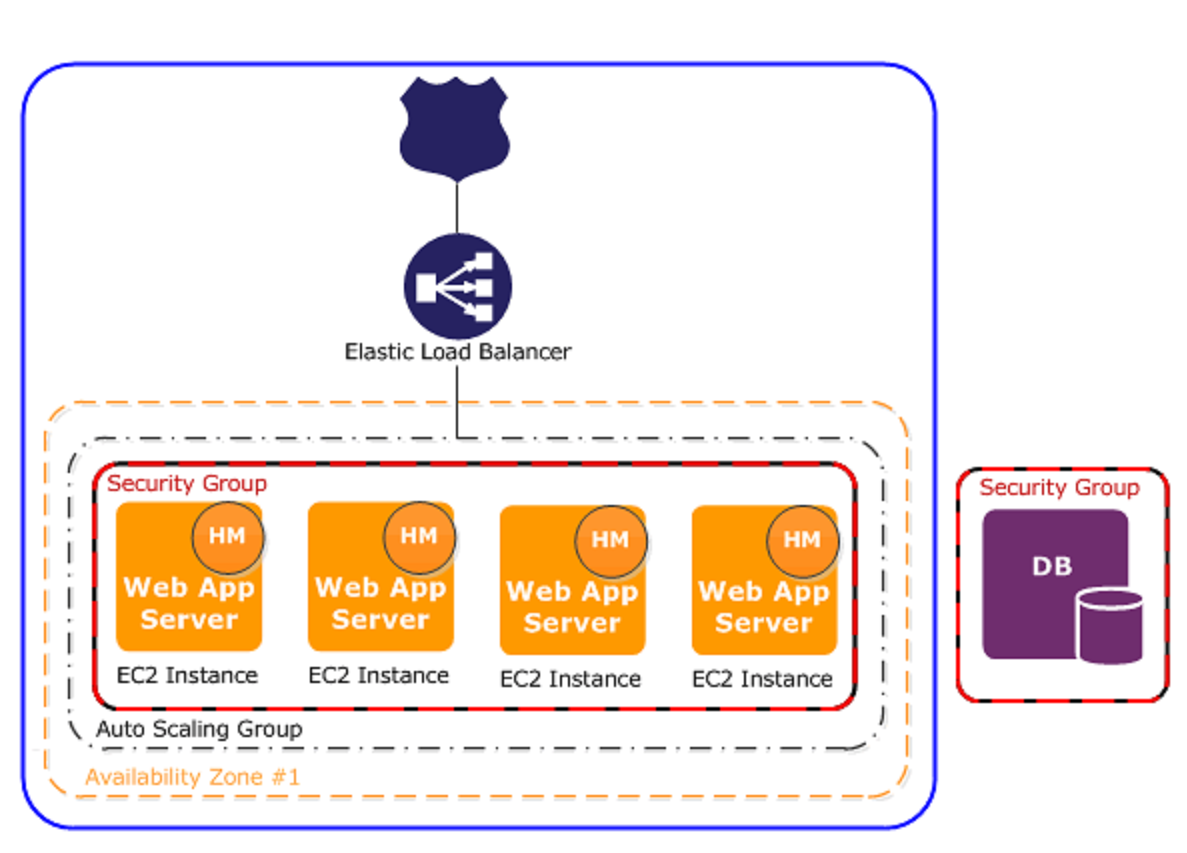 Elastic Load Balancer
Security Group
HM
HM
HM
HM
Web App
Server
Web App
Server
Web App
Server
Web App
Server
EC2 Instance
EC2 Instance
EC2 Instance
EC2 Instance
Auto Scaling Group
Availability Zone #1
Security Group
DB